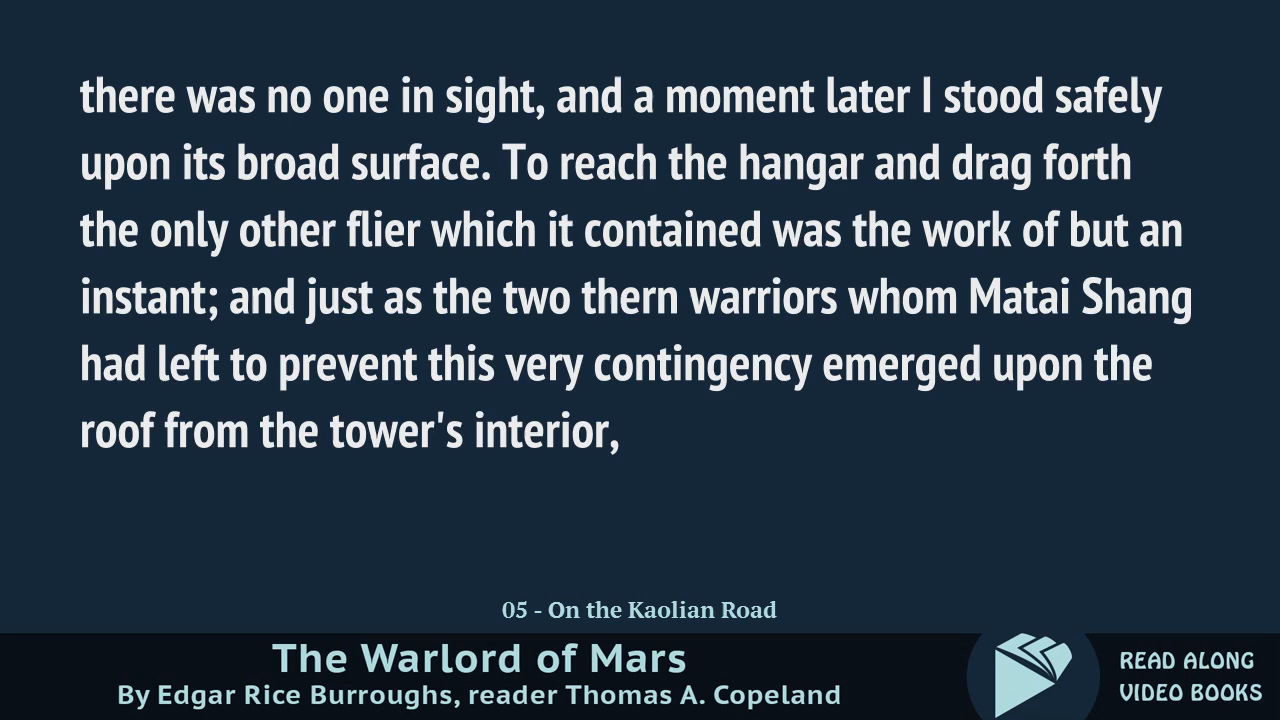 there was no one in sight, and a moment later I stood safely
upon its broad surface. To reach the hangar and drag forth
the only other flier which it contained was the work of but an
instant; and just as the two thern warriors whom Matai Shang
had left to prevent this very contingency emerged upon the
roof from the tower's interior,
05 - On the Kaolian Road
The Warlord of Mars
By Edgar Rice Burroughs, reader Thomas A. Copeland
READ ALONG
VIDEO BOOKS